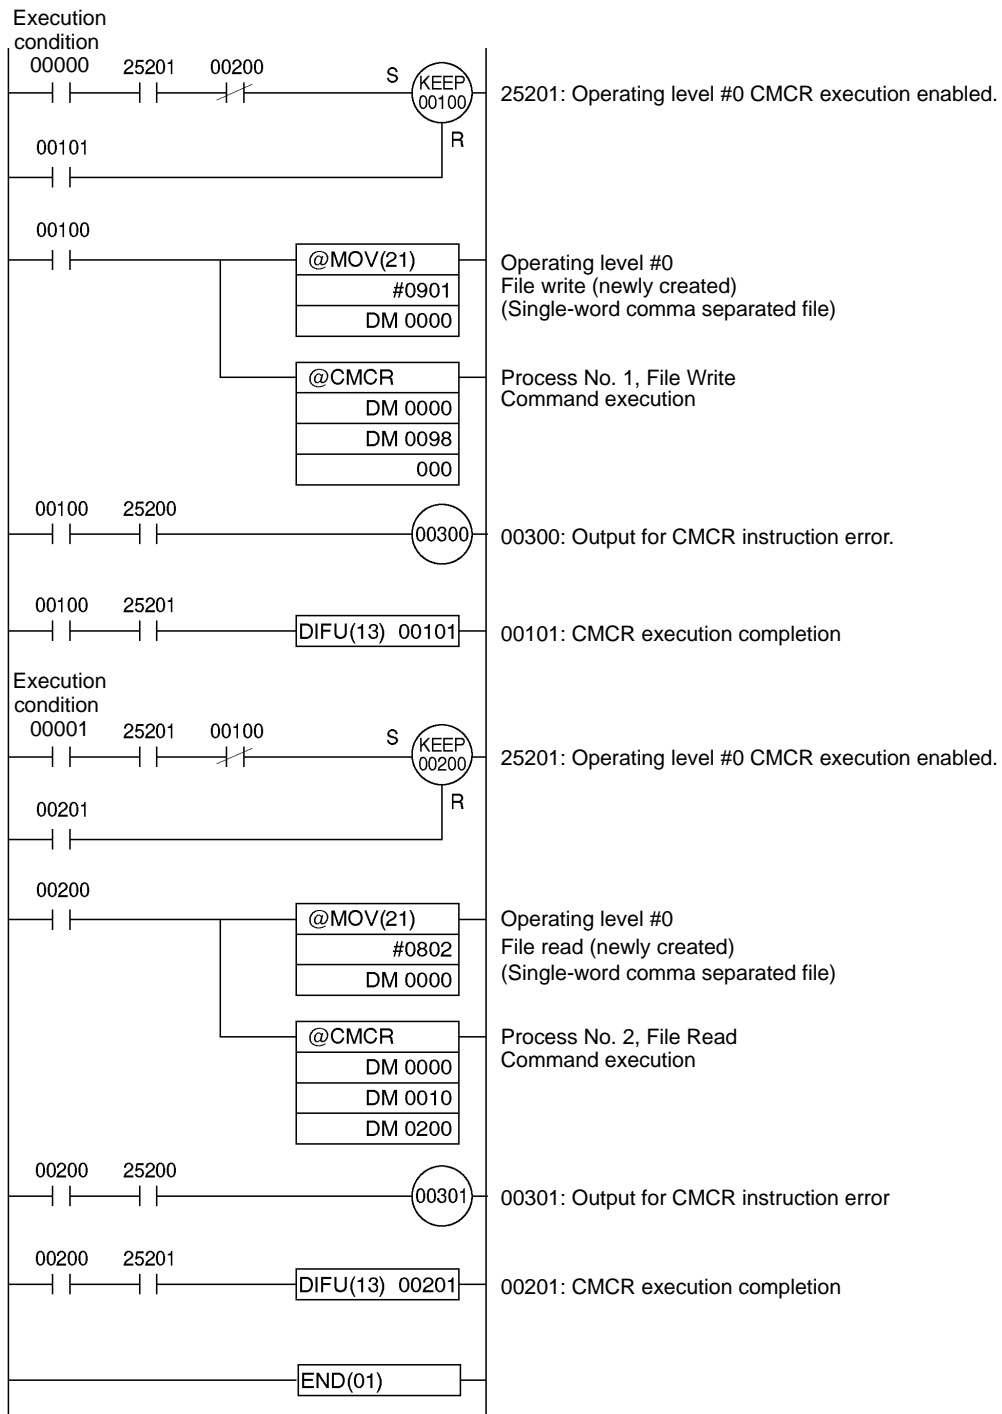 Execution
condition
00000 25201 00200 S KEEP 00100 25201: Operating level #0 CMCR execution enabled.
R
00101
00100
@MOV(21) Operating level #0
#0901 File write (newly created)
DM 0000 (Single-word comma separated file)
@CMCR Process No. 1, File Write
DM 0000 Command execution
DM 0098
000
00100 25200
00300 00300: Output for CMCR instruction error.
00100 25201
DIFU(13) 00101 00101: CMCR execution completion
Execution
condition
00001 25201 00100 S KEEP 00200 25201: Operating level #0 CMCR execution enabled.
R
00201
00200
@MOV(21) Operating level #0
#0802 File read (newly created)
DM 0000 (Single-word comma separated file)
@CMCR Process No. 2, File Read
DM 0000 Command execution
DM 0010
DM 0200
00200 25200
00301 00301: Output for CMCR instruction error
00200 25201
DIFU(13) 00201 00201: CMCR execution completion
END(01)